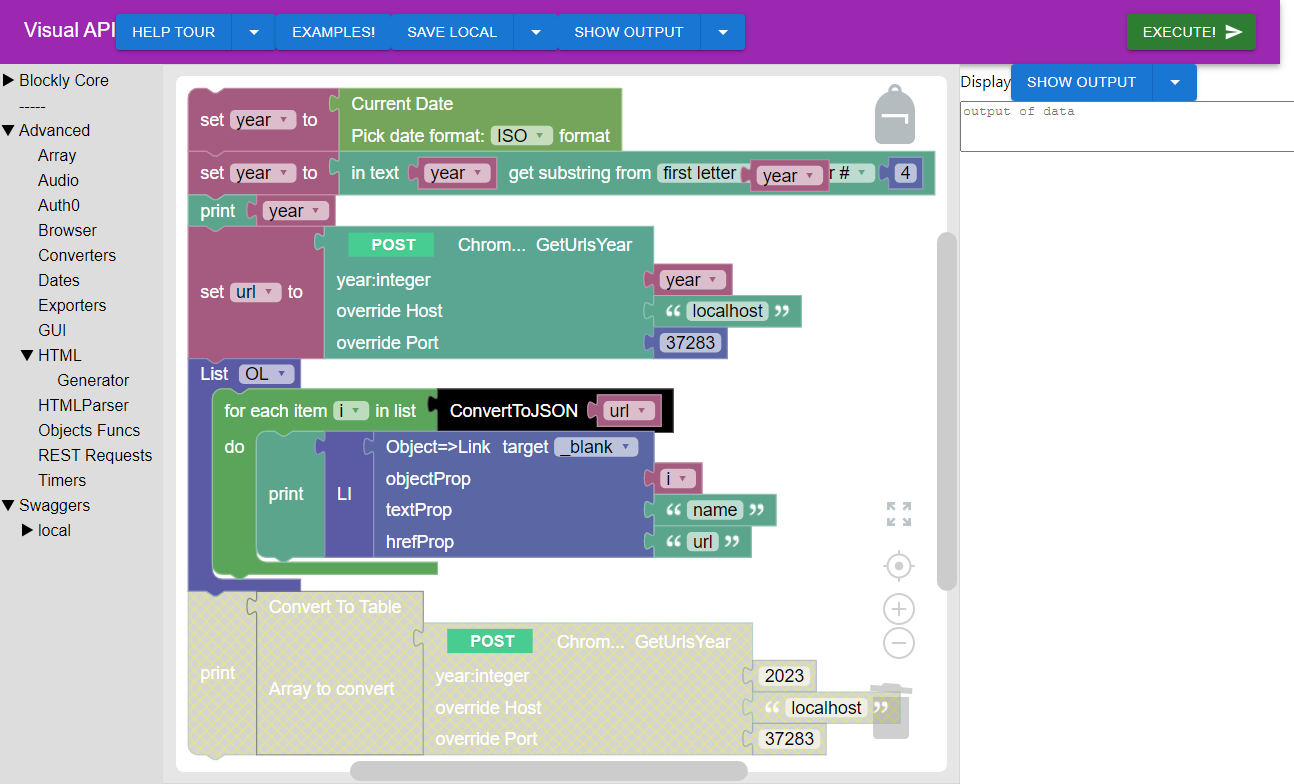 Visual API
HELP TOUR
EXAMPLES!
SAVE LOCAL
SHOW OUTPUT
EXECUTE!
Blockly Core
-----
Advanced
Array
Audio
Auth0
Browser
Converters
Dates
Exporters
GUI
HTML
Generator
HTMLParser
Objects Funcs
REST Requests
Timers
Swaggers
local
set year to
Current Date
Pick date format: ISO format
set year to in text year get substring from first letter year r # 4
print year
set url to
POST Chrom... GetUrlsYear
year:integer year
override Host “ localhost ”
override Port 37283
List OL
for each item i in list ConvertToJSON url
do
print LI
Object=>Link target _blank
objectProp i
textProp “ name ”
hrefProp “ url ”
print
Convert To Table
Array to convert
POST Chrom... GetUrlsYear
year:integer 2023
override Host “ localhost ”
override Port 37283
Display SHOW OUTPUT
output of data